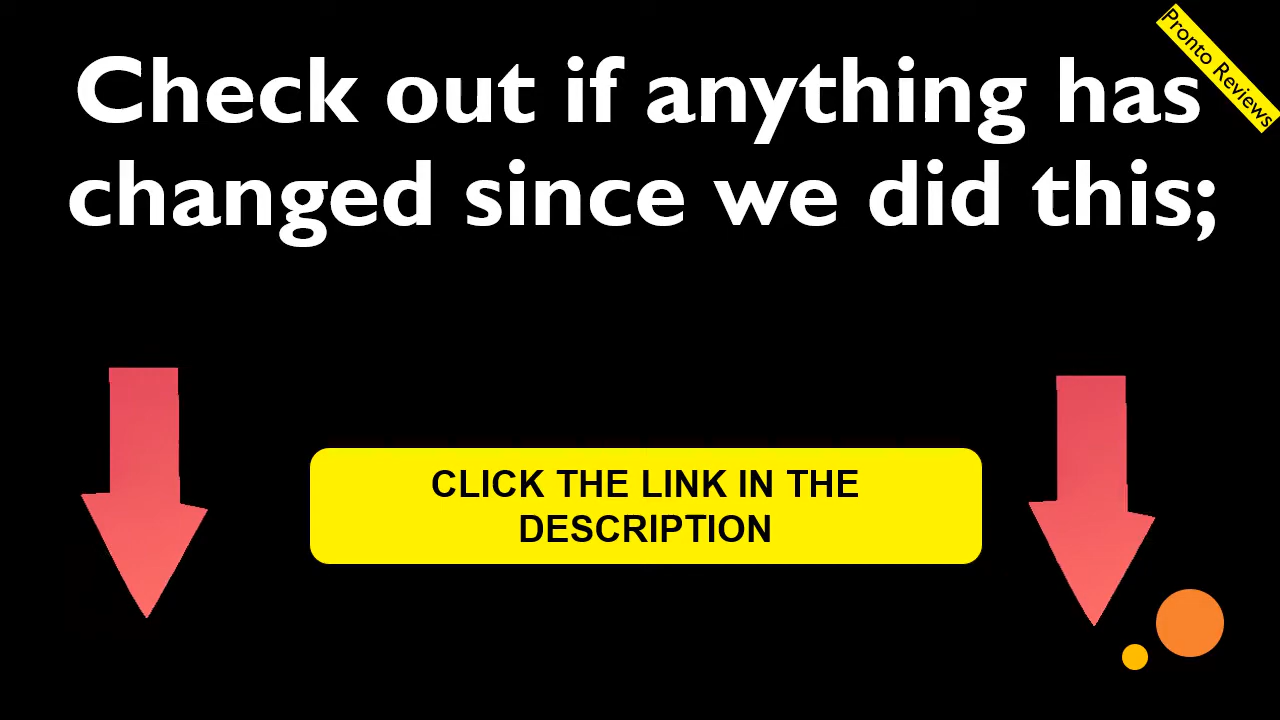 Pronto Reviews
Check out if anything has
changed since we did this;
CLICK THE LINK IN THE
DESCRIPTION